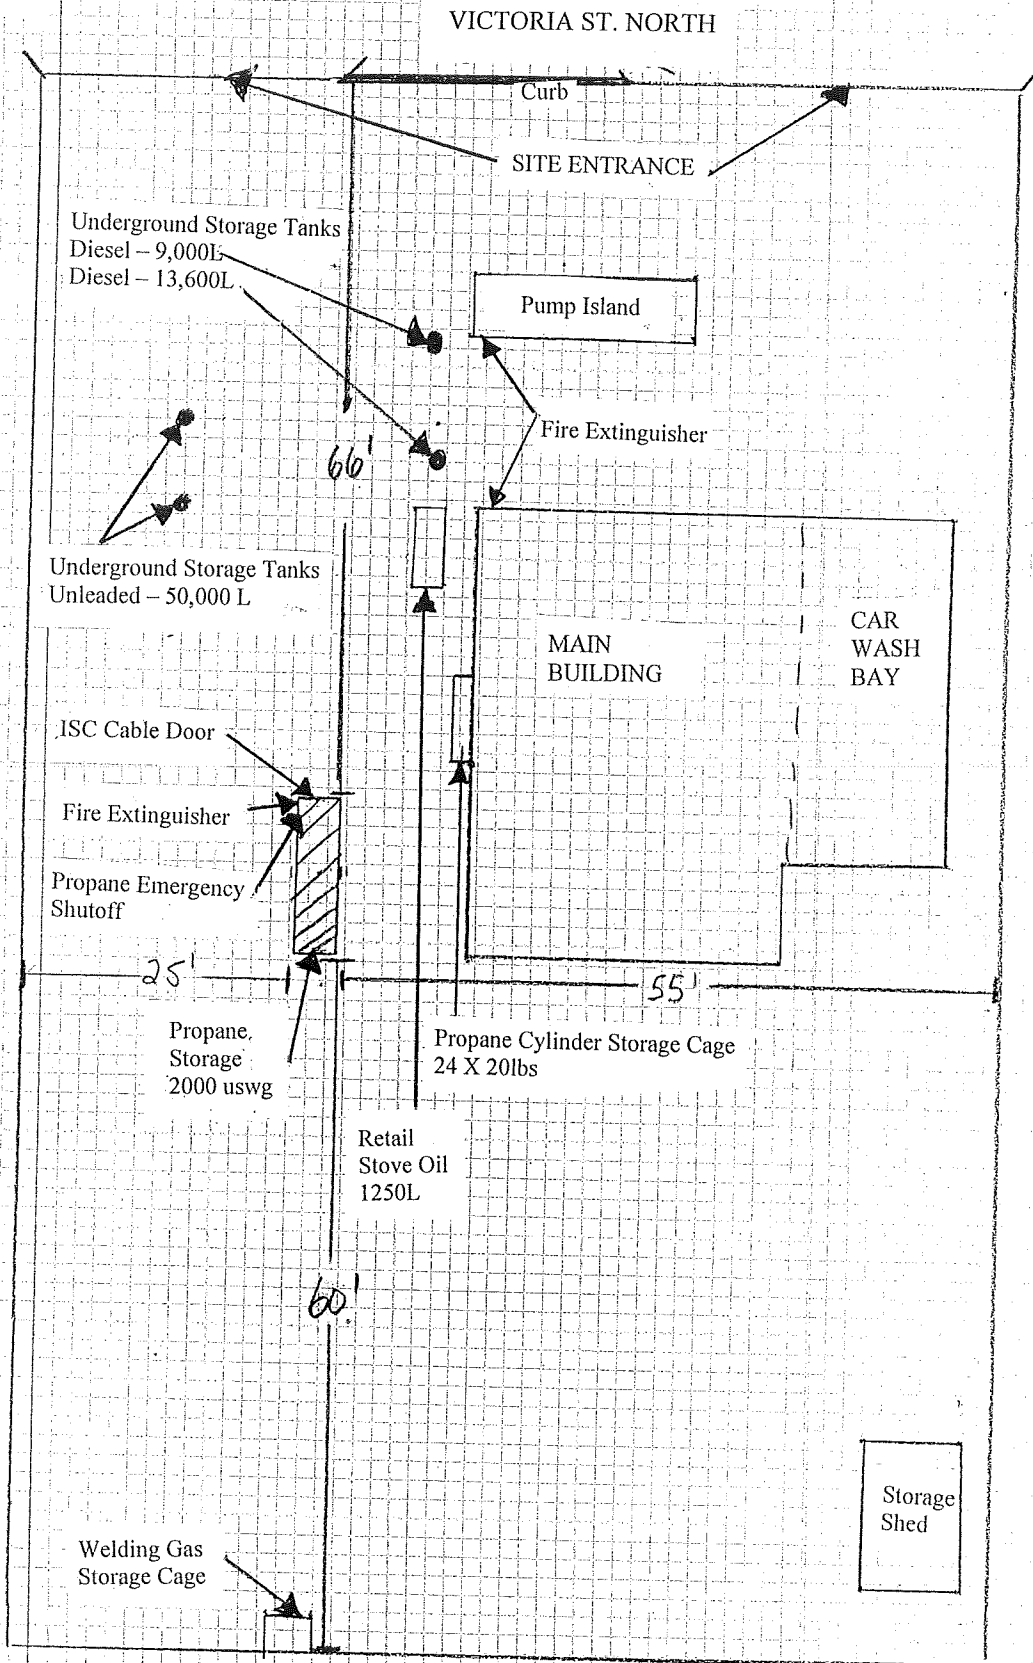 VICTORIA ST. NORTH
Curb
SITE ENTRANCE
Underground Storage Tanks
Diesel – 9,000L
Diesel – 13,600L
Pump Island
Fire Extinguisher
66'
Underground Storage Tanks
Unleaded – 50,000 L
MAIN
BUILDING
CAR
WASH
BAY
ISC Cable Door
Fire Extinguisher
Propane Emergency
Shutoff
25'
55'
Propane
Storage
2000 uswg
Propane Cylinder Storage Cage
24 X 20lbs
Retail
Stove Oil
1250L
60'
Storage
Shed
Welding Gas
Storage Cage